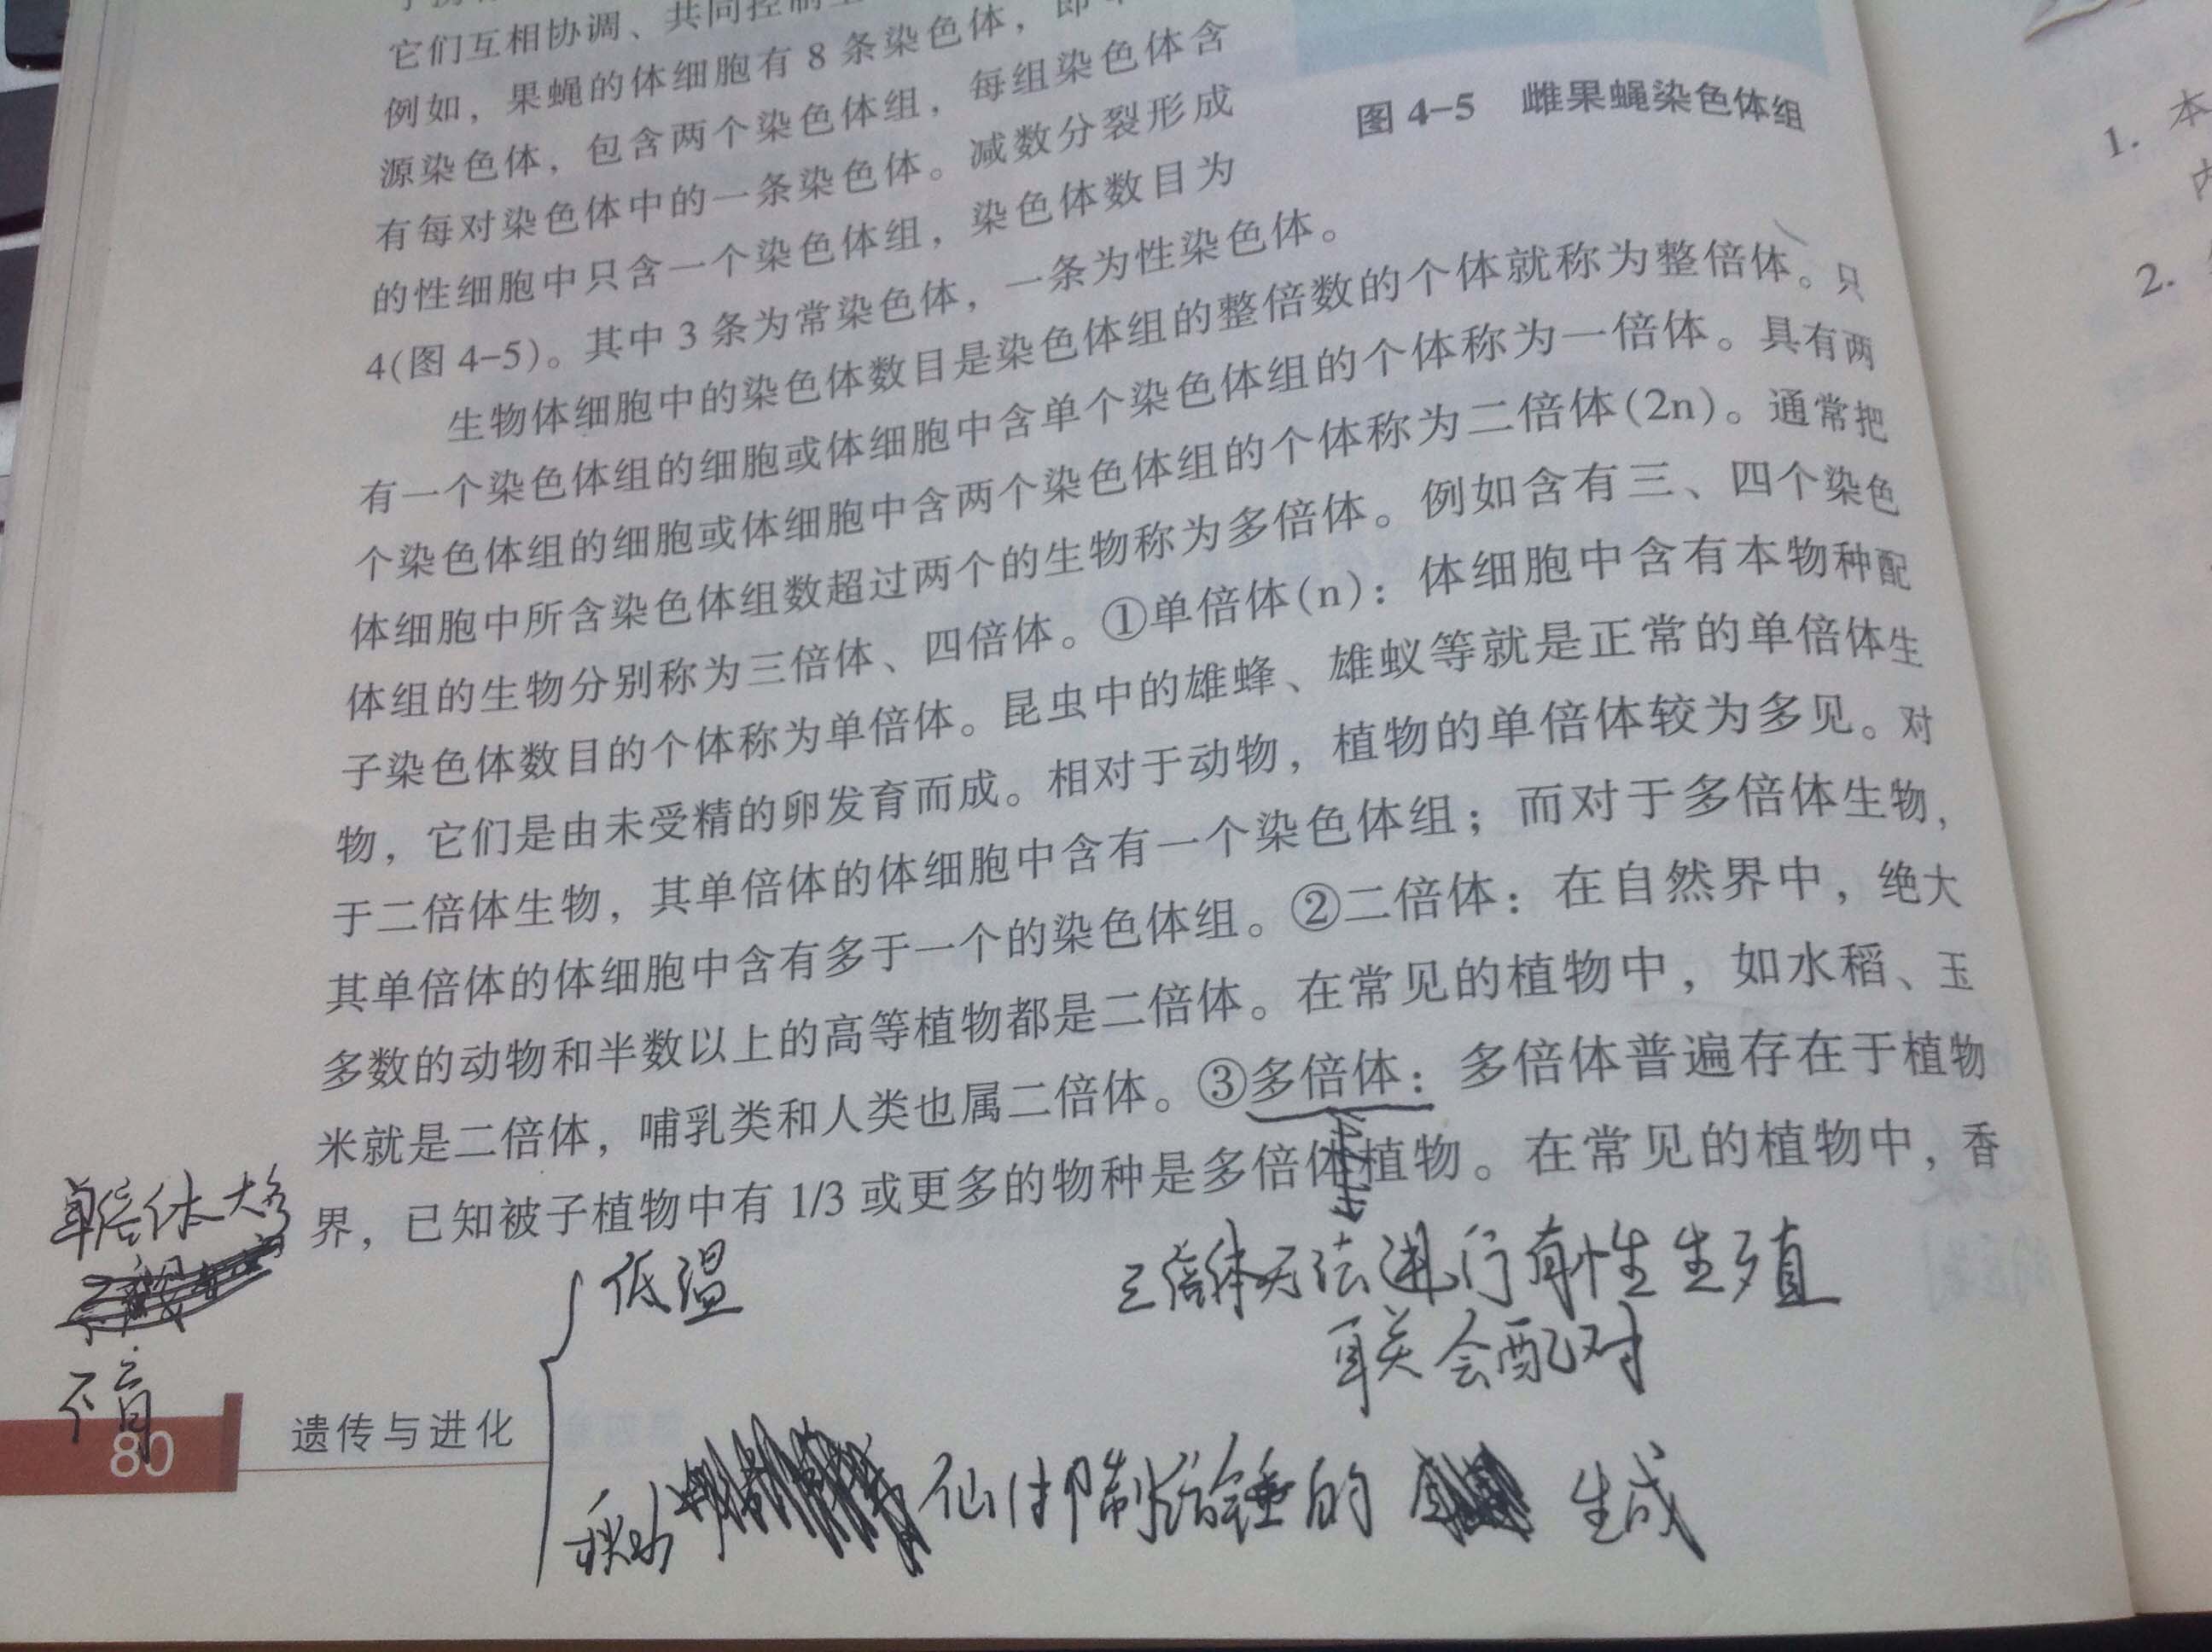 它们互相协调、共同控制
例如，果蝇的体细胞有 8 条染色体，即
源染色体，包含两个染色体组，每组染色体含
有每对染色体中的一条染色体。减数分裂形成
的性细胞中只含一个染色体组，染色体数目为
4(图 4-5)。其中 3 条为常染色体，一条为性染色体。
图 4-5 雌果蝇染色体组
生物体细胞中的染色体数目是染色体组的整倍数的个体就称为整倍体。只
有一个染色体组的细胞或体细胞中含单个染色体组的个体称为一倍体。具有两
个染色体组的细胞或体细胞中含两个染色体组的个体称为二倍体(2n)。通常把
体细胞中所含染色体组数超过两个的生物称为多倍体。例如含有三、四个染色
体组的生物分别称为三倍体、四倍体。①单倍体(n)：体细胞中含有本物种配
子染色体数目的个体称为单倍体。昆虫中的雄蜂、雄蚁等就是正常的单倍体生
物，它们是由未受精的卵发育而成。相对于动物，植物的单倍体较为多见。对
于二倍体生物，其单倍体的体细胞中含有一个染色体组；而对于多倍体生物，
其单倍体的体细胞中含有多于一个的染色体组。②二倍体：在自然界中，绝大
多数的动物和半数以上的高等植物都是二倍体。在常见的植物中，如水稻、玉
米就是二倍体，哺乳类和人类也属二倍体。③多倍体：多倍体普遍存在于植物
界，已知被子植物中有 1/3 或更多的物种是多倍体植物。在常见的植物中，香
单倍体大多
不育
低温
三倍体无法进行有性生殖
联会配对
秋水仙 抑制纺锤的 生成
80 遗传与进化
1. 本
2.